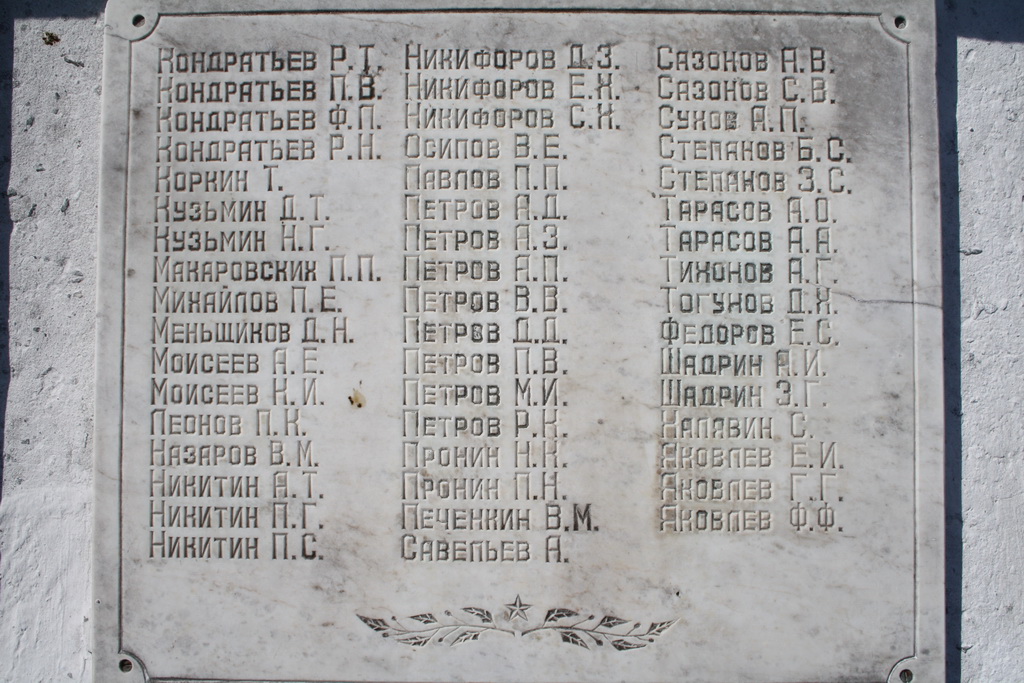 Кондратьев Р.Т.
Кондратьев П.В.
Кондратьев Ф.П.
Кондратьев Р.Н.
Коркин Т.
Кузьмин Д.Т.
Кузьмин Н.Г.
Макаровских П.П.
Михайлов П.Е.
Меньщиков Д.Н.
Моисеев А.Е.
Моисеев К.И.
Леонов П.К.
Назаров В.М.
Никитин А.Т.
Никитин П.Г.
Никитин П.С.
Никифоров Д.З.
Никифоров Е.Х.
Никифоров С.Х.
Осипов В.Е.
Павлов П.П.
Петров А.Д.
Петров А.З.
Петров А.П.
Петров В.В.
Петров Д.Д.
Петров П.В.
Петров М.И.
Петров Р.К.
Пронин Н.К.
Пронин П.Н.
Печенкин В.М.
Савельев А.
Сазонов А.В.
Сазонов С.В.
Сухов А.П.
Степанов Б.С.
Степанов З.С.
Тарасов А.О.
Тарасов А.А.
Тихонов А.Г.
Тогунов Д.Х.
Федоров Е.С.
Шадрин А.И.
Шадрин З.Г.
Халявин С.
Яковлев Е.И.
Яковлев Г.Г.
Яковлев Ф.Ф.